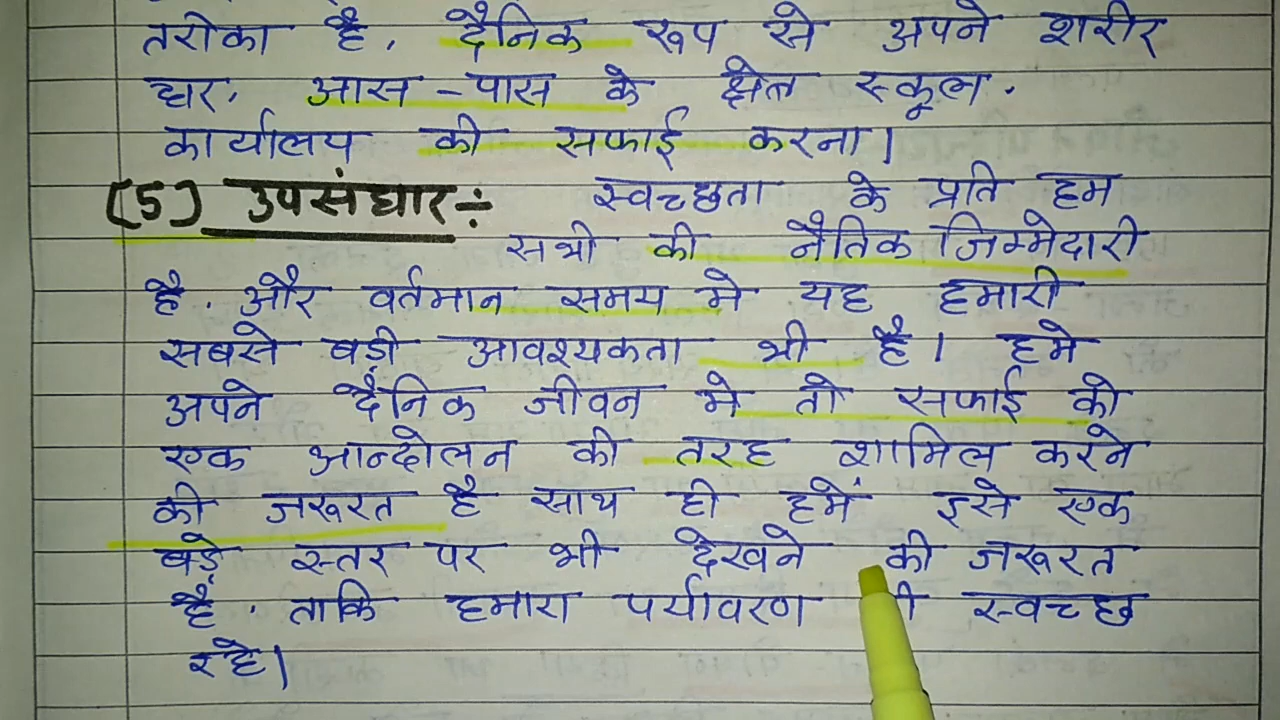 तरीका है, दैनिक रूप से अपने शरीर
घर, आस-पास के क्षेत स्कूल,
कार्यालय की सफाई करना।
(5) उपसंघार÷ स्वच्छता के प्रति हम
सभी की नैतिक जिम्मेदारी
है, और वर्तमान समय मे यह हमारी
सबसे बड़ी आवश्यकता भी है। हमे
अपने दैनिक जीवन मे तो सफाई को
एक आन्दोलन की तरह शामिल करने
की जरूरत है साथ ही हमें इसे एक
बड़े स्तर पर भी देखने की जरूरत
है, ताकि हमारा पर्यावरण स्वच्छ
रहे।